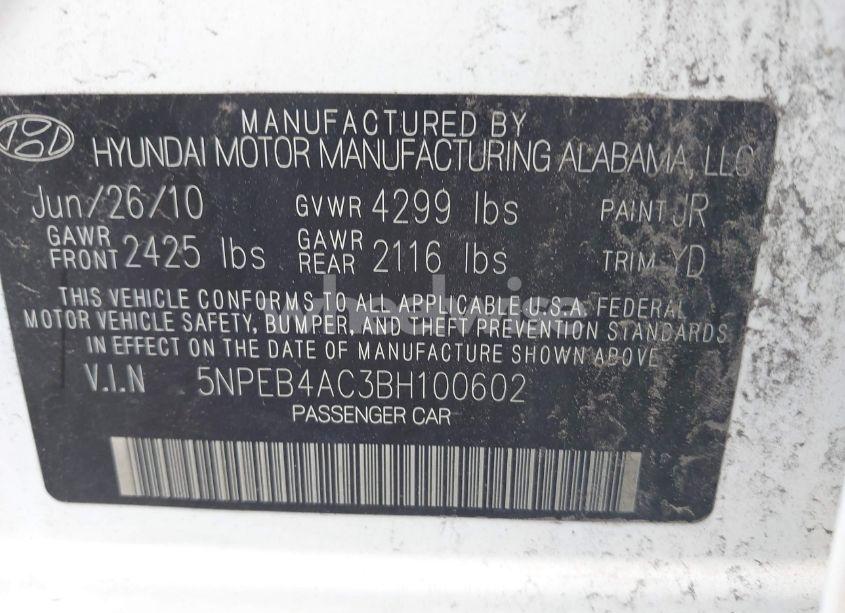 MANUFACTURED BY
HYUNDAI MOTOR MANUFACTURING ALABAMA, LLC
Jun/26/10 GVWR 4299 lbs PAINT JR
GAWR FRONT 2425 lbs GAWR REAR 2116 lbs TRIM YD
THIS VEHICLE CONFORMS TO ALL APPLICABLE U.S.A. FEDERAL
MOTOR VEHICLE SAFETY, BUMPER, AND THEFT PREVENTION STANDARDS
IN EFFECT ON THE DATE OF MANUFACTURE SHOWN ABOVE.
V.I.N 5NPEB4AC3BH100602
PASSENGER CAR